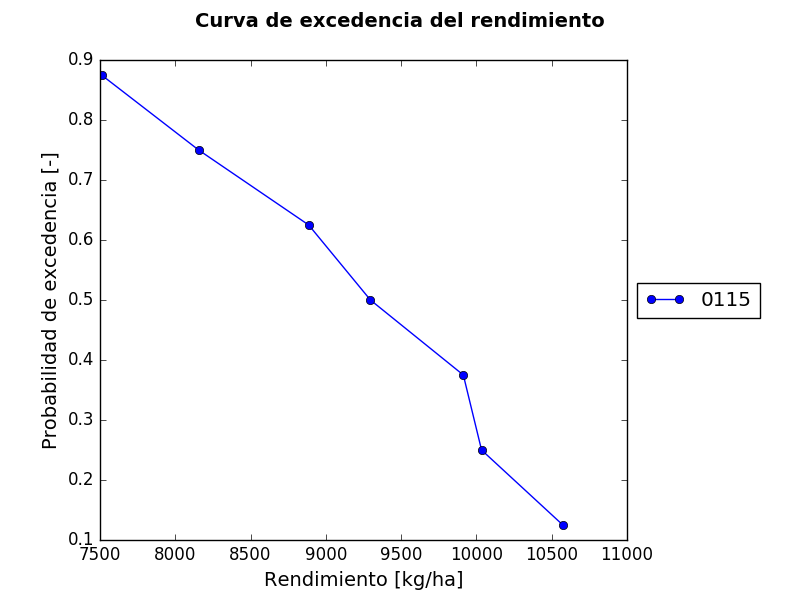 Curva de excedencia del rendimiento
0.9
0.8
0.7
0.6
0.5
0.4
0.3
0.2
0.1
Probabilidad de excedencia [-]
7500 8000 8500 9000 9500 10000 10500 11000
Rendimiento [kg/ha]
0115